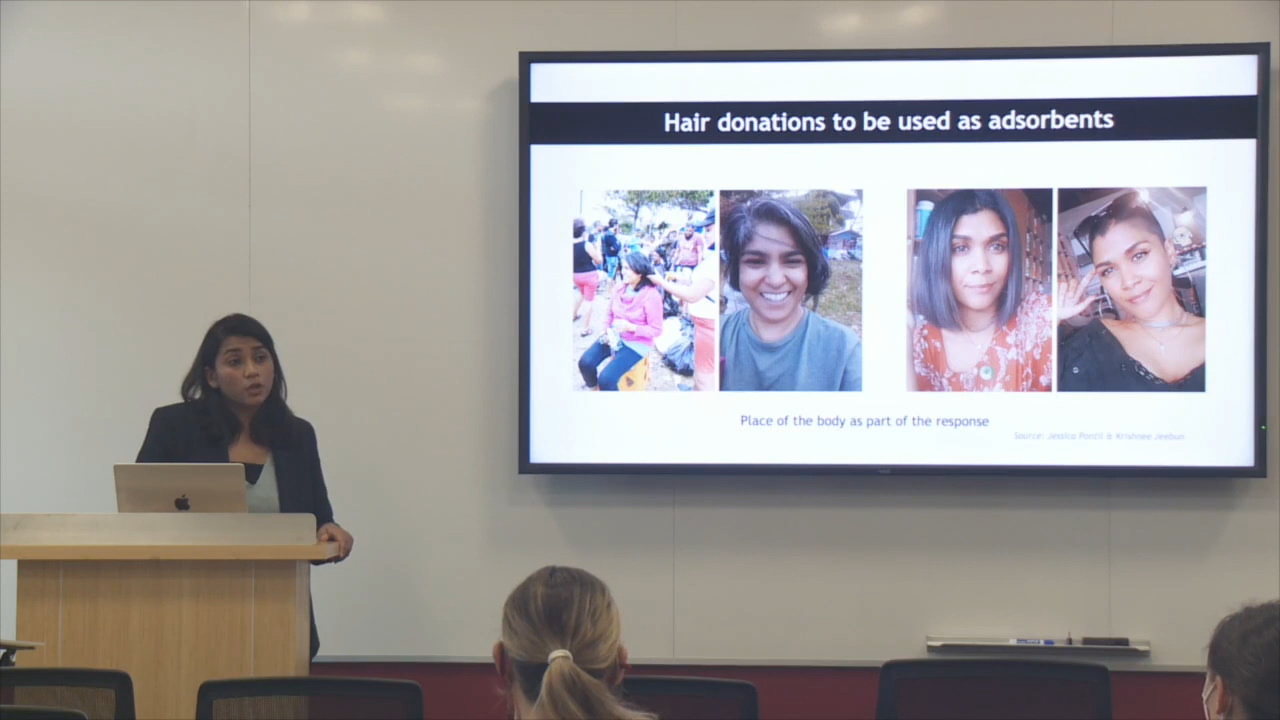 Hair donations to be used as adsorbents
Place of the body as part of the response
Source: Jessica Pontil & Krishnee Jeebun